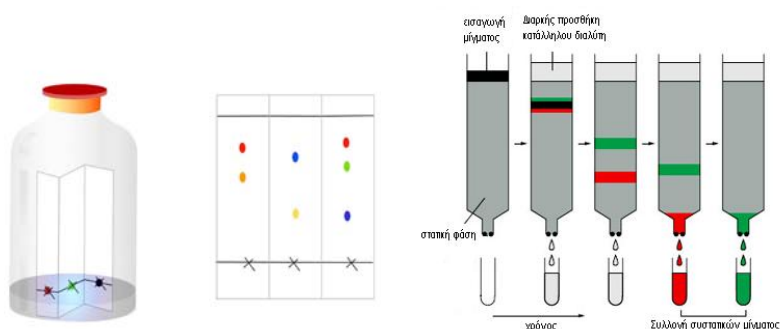 εισαγωγή
μίγματος
Διαρκής προσθήκη
κατάλληλου διαλύτη
στατική φάση
χρόνος
Συλλογή συστατικών μίγματος